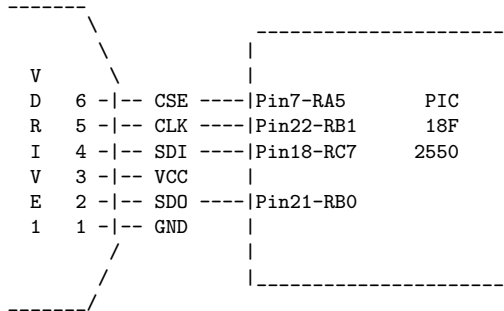 V
D 6 -|-- CSE ----|Pin7-RA5 PIC
R 5 -|-- CLK ----|Pin22-RB1 18F
I 4 -|-- SDI ----|Pin18-RC7 2550
V 3 -|-- VCC |
E 2 -|-- SDO ----|Pin21-RB0
1 1 -|-- GND |